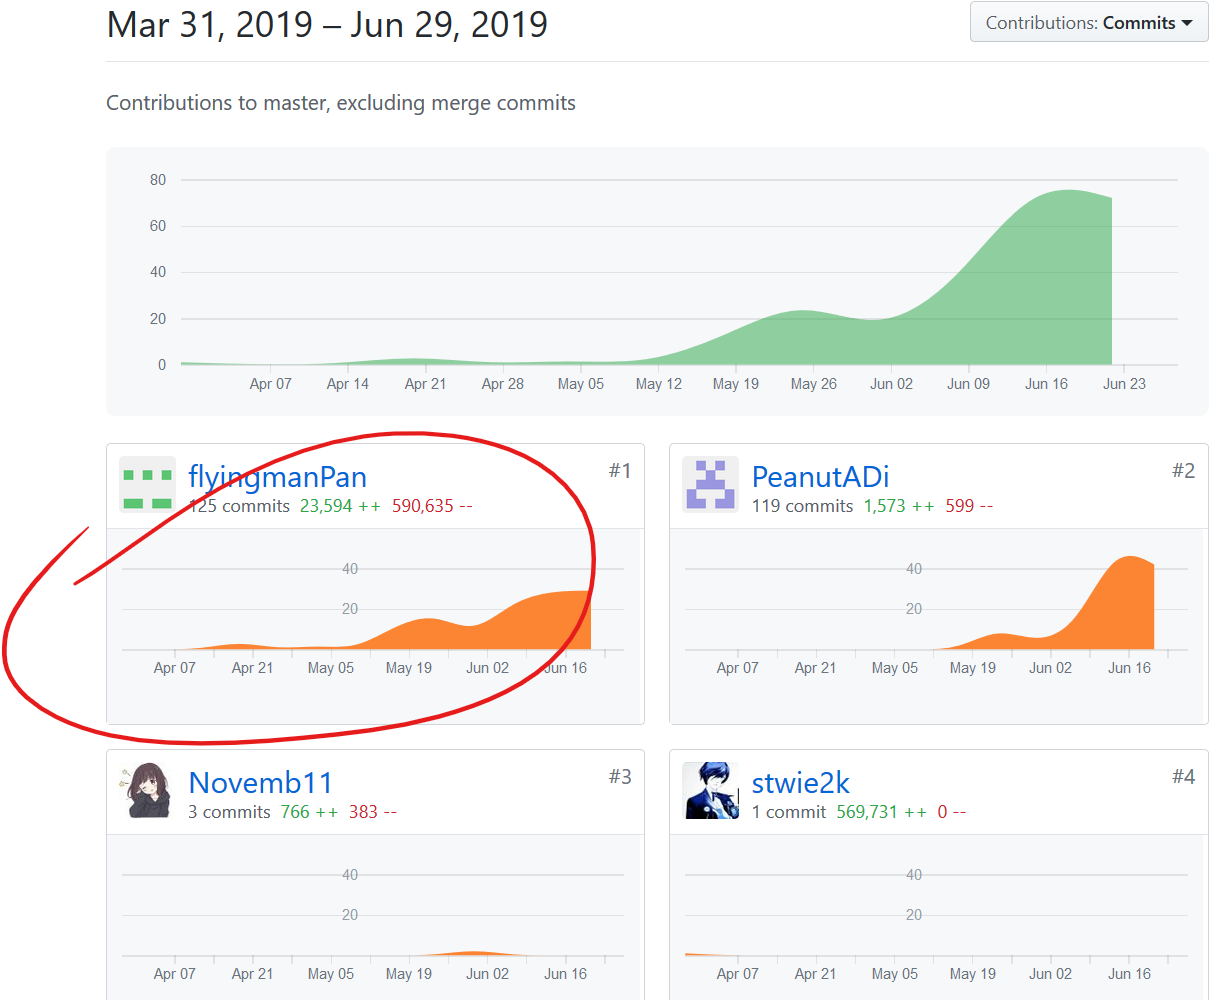 Mar 31, 2019 – Jun 29, 2019
Contributions: Commits
Contributions to master, excluding merge commits
80
60
40
20
0
Apr 07 Apr 14 Apr 21 Apr 28 May 05 May 12 May 19 May 26 Jun 02 Jun 09 Jun 16 Jun 23
flyingmanPan #1
125 commits 23,594 ++ 590,635 --
40
20
Apr 07 Apr 21 May 05 May 19 Jun 02 Jun 16
PeanutADi #2
119 commits 1,573 ++ 599 --
40
20
Apr 07 Apr 21 May 05 May 19 Jun 02 Jun 16
Novemb11 #3
3 commits 766 ++ 383 --
40
20
Apr 07 Apr 21 May 05 May 19 Jun 02 Jun 16
stwie2k #4
1 commit 569,731 ++ 0 --
40
20
Apr 07 Apr 21 May 05 May 19 Jun 02 Jun 16